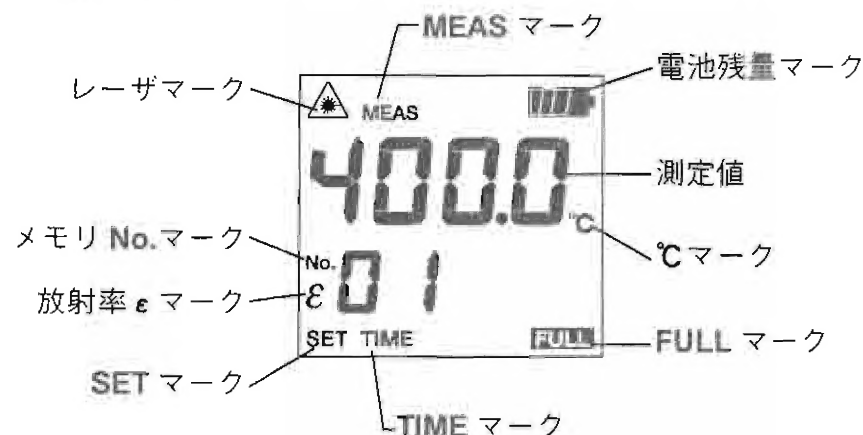 MEAS マーク
電池残量マーク
レーザマーク
MEAS
400.0
測定値
℃
℃マーク
メモリ No.マーク
No.
01
放射率 ε マーク
ε
SET TIME
FULL
FULL マーク
SET マーク
TIME マーク